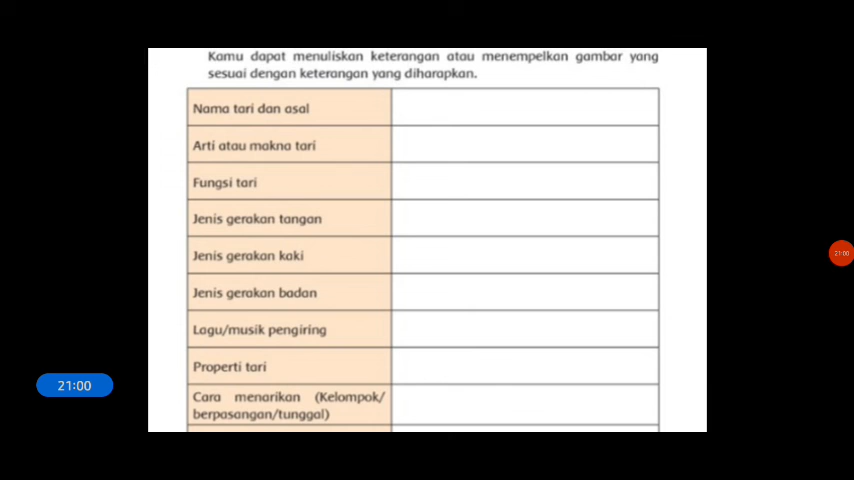 Kamu dapat menuliskan keterangan atau menempelkan gambar yang
sesuai dengan keterangan yang diharapkan.
Nama tari dan asal
Arti atau makna tari
Fungsi tari
Jenis gerakan tangan
Jenis gerakan kaki
Jenis gerakan badan
Lagu/musik pengiring
Properti tari
Cara menarikan (Kelompok/
berpasangan/tunggal)
21:00
21:00